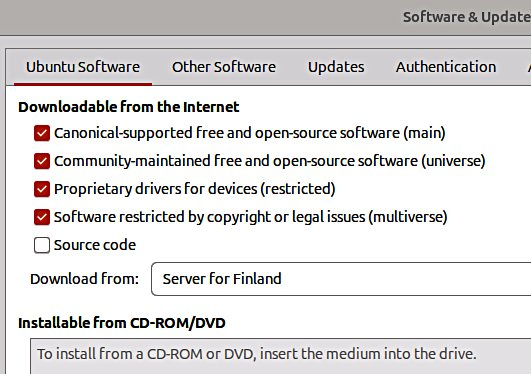 Software & Update
Ubuntu Software Other Software Updates Authentication
Downloadable from the Internet
Canonical-supported free and open-source software (main)
Community-maintained free and open-source software (universe)
Proprietary drivers for devices (restricted)
Software restricted by copyright or legal issues (multiverse)
Source code
Download from: Server for Finland
Installable from CD-ROM/DVD
To install from a CD-ROM or DVD, insert the medium into the drive.